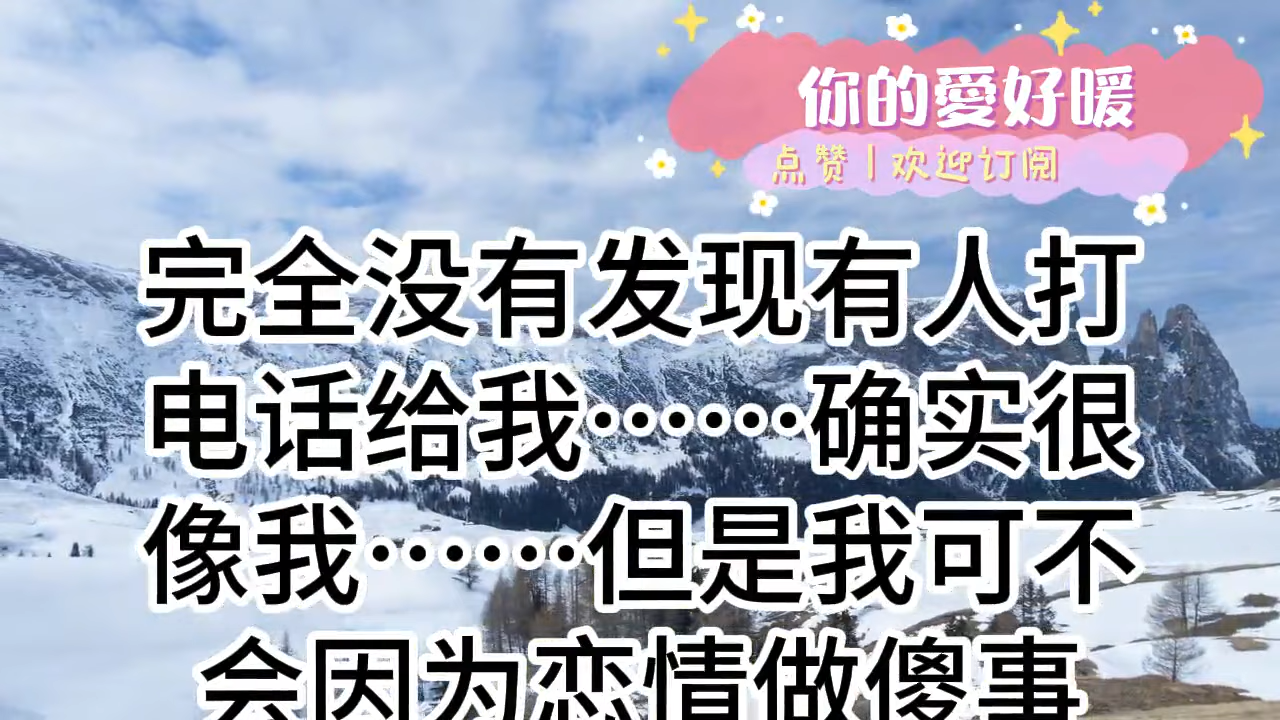 你的愛好暖
点赞丨欢迎订阅
完全没有发现有人打
电话给我……确实很
像我……但是我可不
会因为恋情做傻事